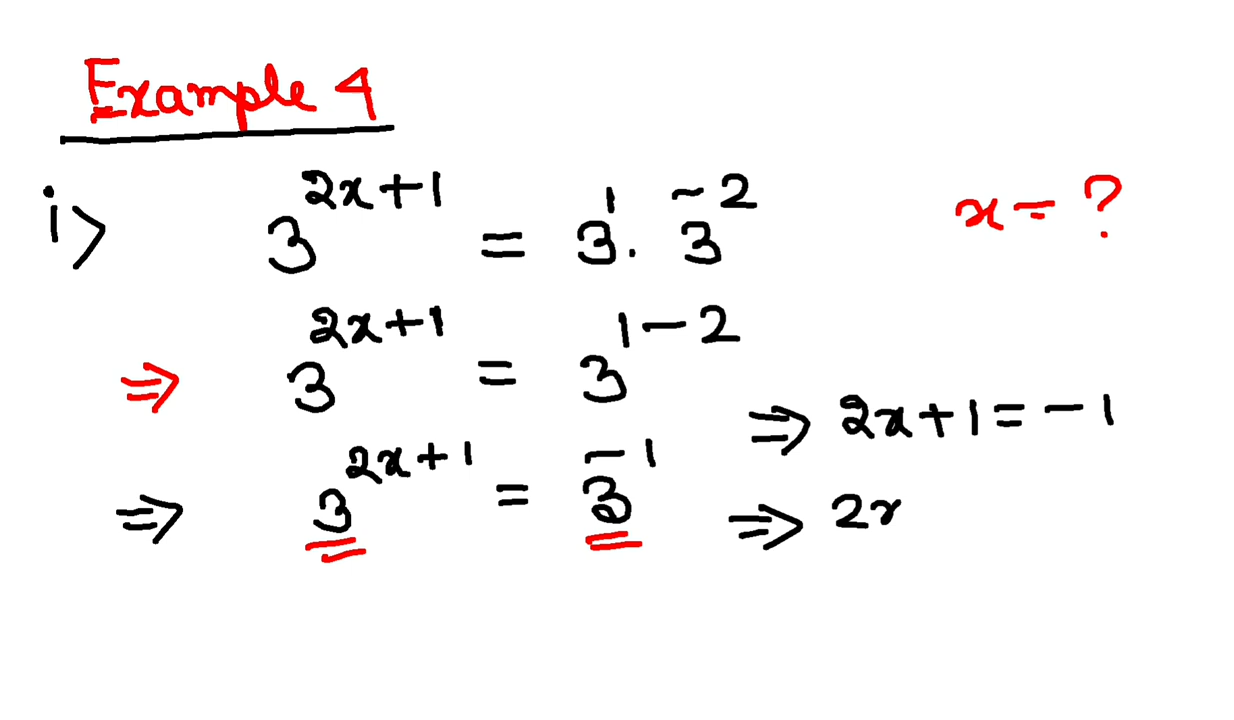 Example 4
i> 3^{2x+1} = 3^1 . 3^{-2} x = ?
⇒ 3^{2x+1} = 3^{1-2}
⇒ 2x+1 = -1
⇒ 3^{2x+1} = 3^{-1}
⇒ 2x